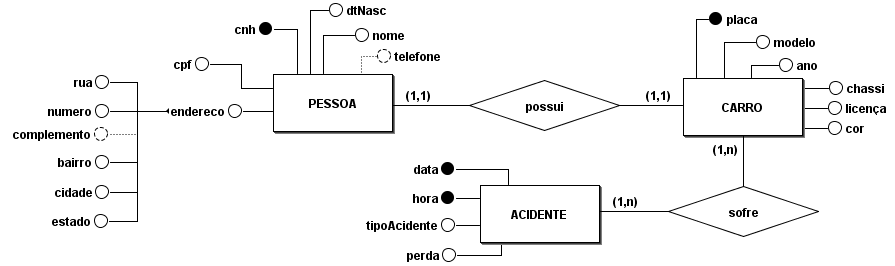 dtNasc
placa
cnh
nome
modelo
telefone
cpf
ano
rua
chassi
PESSOA
(1,1)
(1,1)
numero
endereco
possui
CARRO
licença
complemento
cor
(1,n)
bairro
data
cidade
hora
(1,n)
estado
tipoAcidente
ACIDENTE
sofre
perda